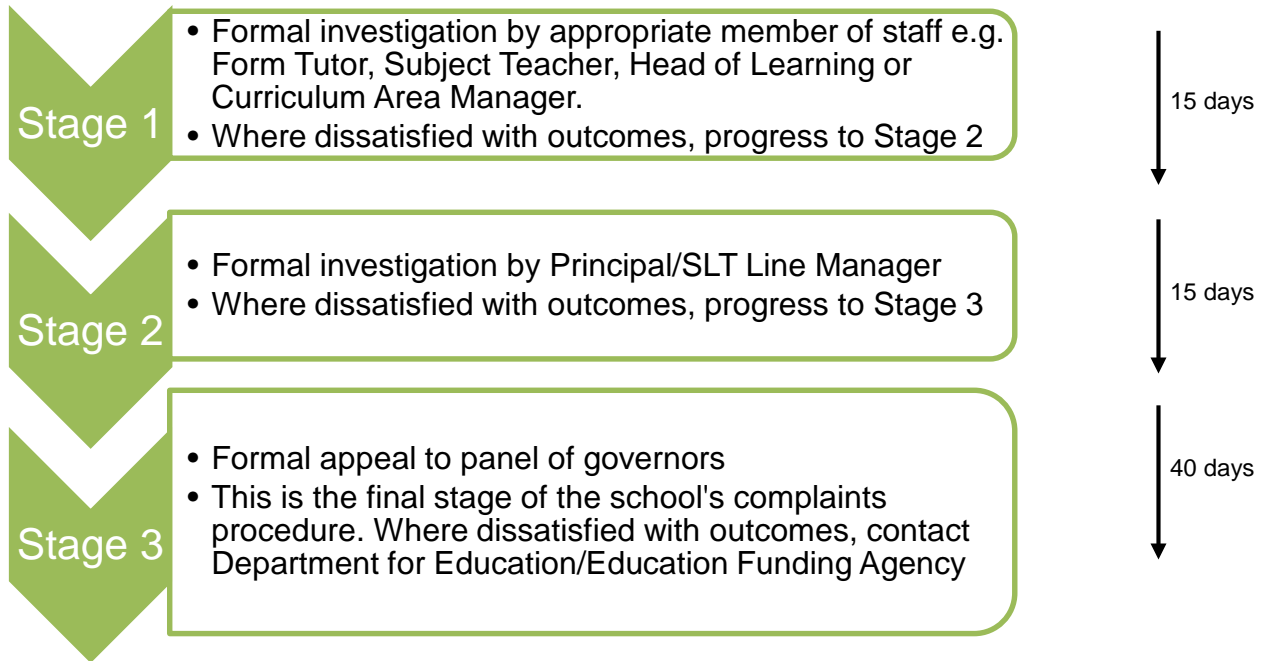 Stage 1
• Formal investigation by appropriate member of staff e.g.
Form Tutor, Subject Teacher, Head of Learning or
Curriculum Area Manager.
• Where dissatisfied with outcomes, progress to Stage 2
15 days
Stage 2
• Formal investigation by Principal/SLT Line Manager
• Where dissatisfied with outcomes, progress to Stage 3
15 days
Stage 3
• Formal appeal to panel of governors
• This is the final stage of the school's complaints
procedure. Where dissatisfied with outcomes, contact
Department for Education/Education Funding Agency
40 days